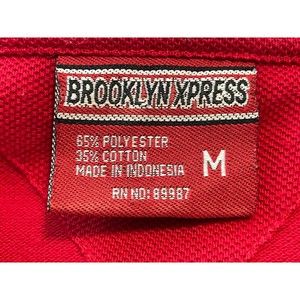 BROOKLYN XPRESS
65% POLYESTER
35% COTTON
MADE IN INDONESIA
M
RN NO: 89987